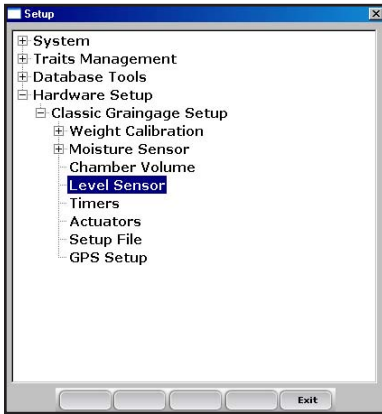 Setup
System
Traits Management
Database Tools
Hardware Setup
Classic Graingage Setup
Weight Calibration
Moisture Sensor
Chamber Volume
Level Sensor
Timers
Actuators
Setup File
GPS Setup
Exit